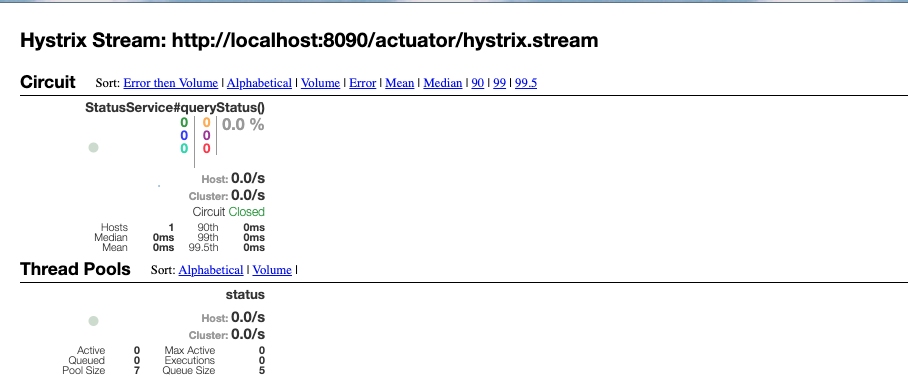 Hystrix Stream: http://localhost:8090/actuator/hystrix.stream
Circuit Sort: Error then Volume | Alphabetical | Volume | Error | Mean | Median | 90 | 99 | 99.5
StatusService#queryStatus()
0 0 0.0 %
0 0
0 0
Host: 0.0/s
Cluster: 0.0/s
Circuit Closed
Hosts 1 90th 0ms
Median 0ms 99th 0ms
Mean 0ms 99.5th 0ms
Thread Pools Sort: Alphabetical | Volume |
status
Host: 0.0/s
Cluster: 0.0/s
Active 0 Max Active 0
Queued 0 Executions 0
Pool Size 7 Queue Size 5